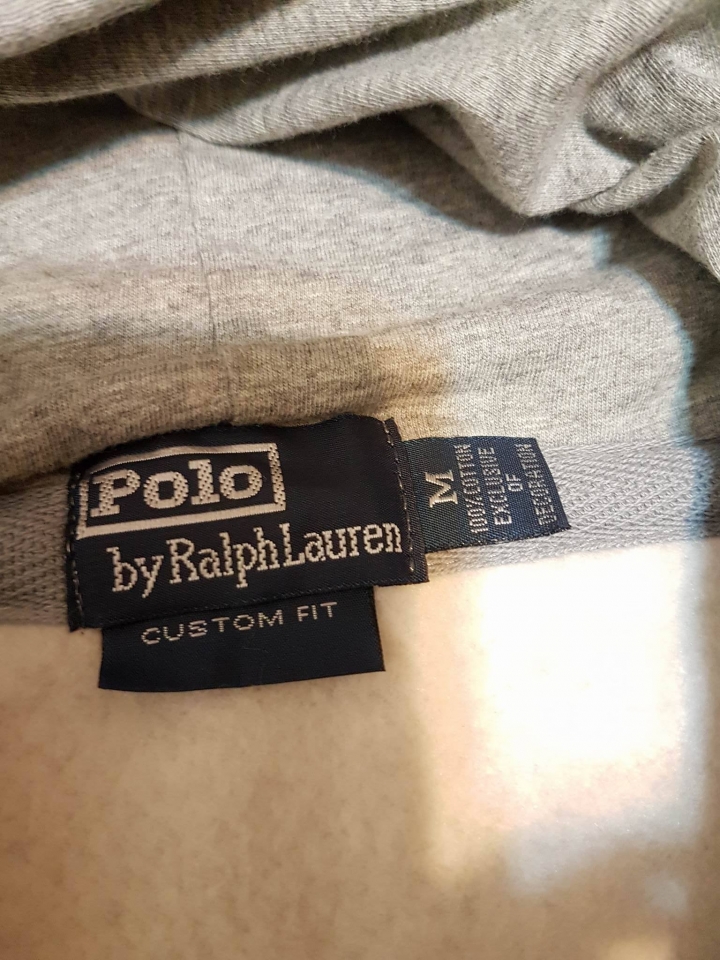 Polo
by Ralph Lauren
CUSTOM FIT
M
100% COTTON
EXCLUSIVE
OF
DECORATION